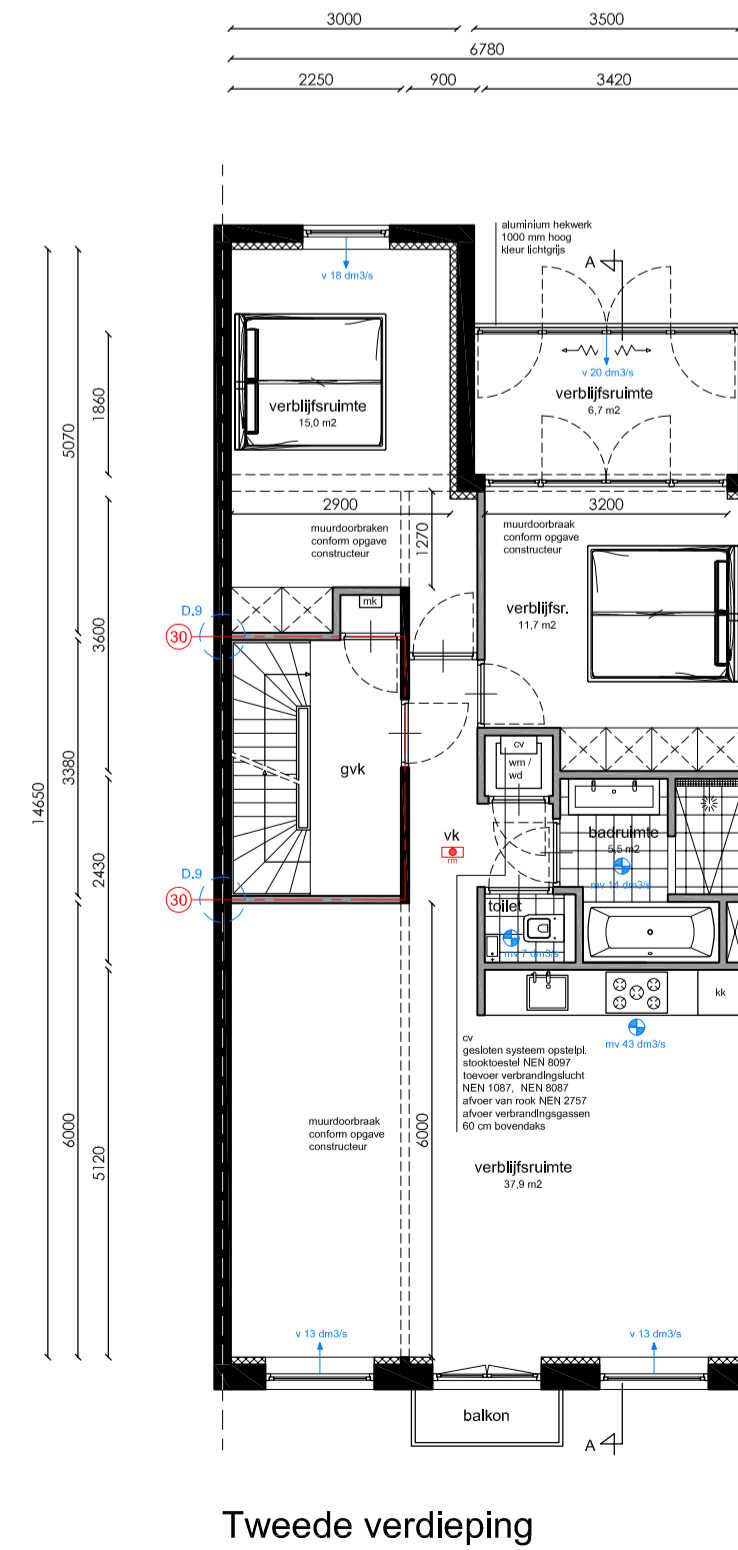 3000
3500
6780
2250
900
3420
aluminium hekwerk
1000 mm hoog
kleur lichtgrijs
A
v 18 dm3/s
v 20 dm3/s
verblijfsruimte
6,7 m2
verblijfsruimte
15,0 m2
1860
5070
2900
3200
muurdoorbraken
conform opgave
constructeur
1270
muurdoorbraak
conform opgave
constructeur
mk
verblijfsr.
11,7 m2
D.9
30
3600
cv
wm /
wd
gvk
3380
14650
vk
rm
badruimte
5,5 m2
mv 14 dm3/s
2430
D.9
30
toilet
mv 7 dm3/s
kk
mv 43 dm3/s
cv
gesloten systeem opstelpl.
stooktoestel NEN 8097
toevoer verbrandingslucht
NEN 1087, NEN 8087
afvoer van rook NEN 2757
afvoer verbrandingsgassen
60 cm bovendaks
muurdoorbraak
conform opgave
constructeur
6000
6000
5120
verblijfsruimte
37,9 m2
v 13 dm3/s
v 13 dm3/s
balkon
A
Tweede verdieping